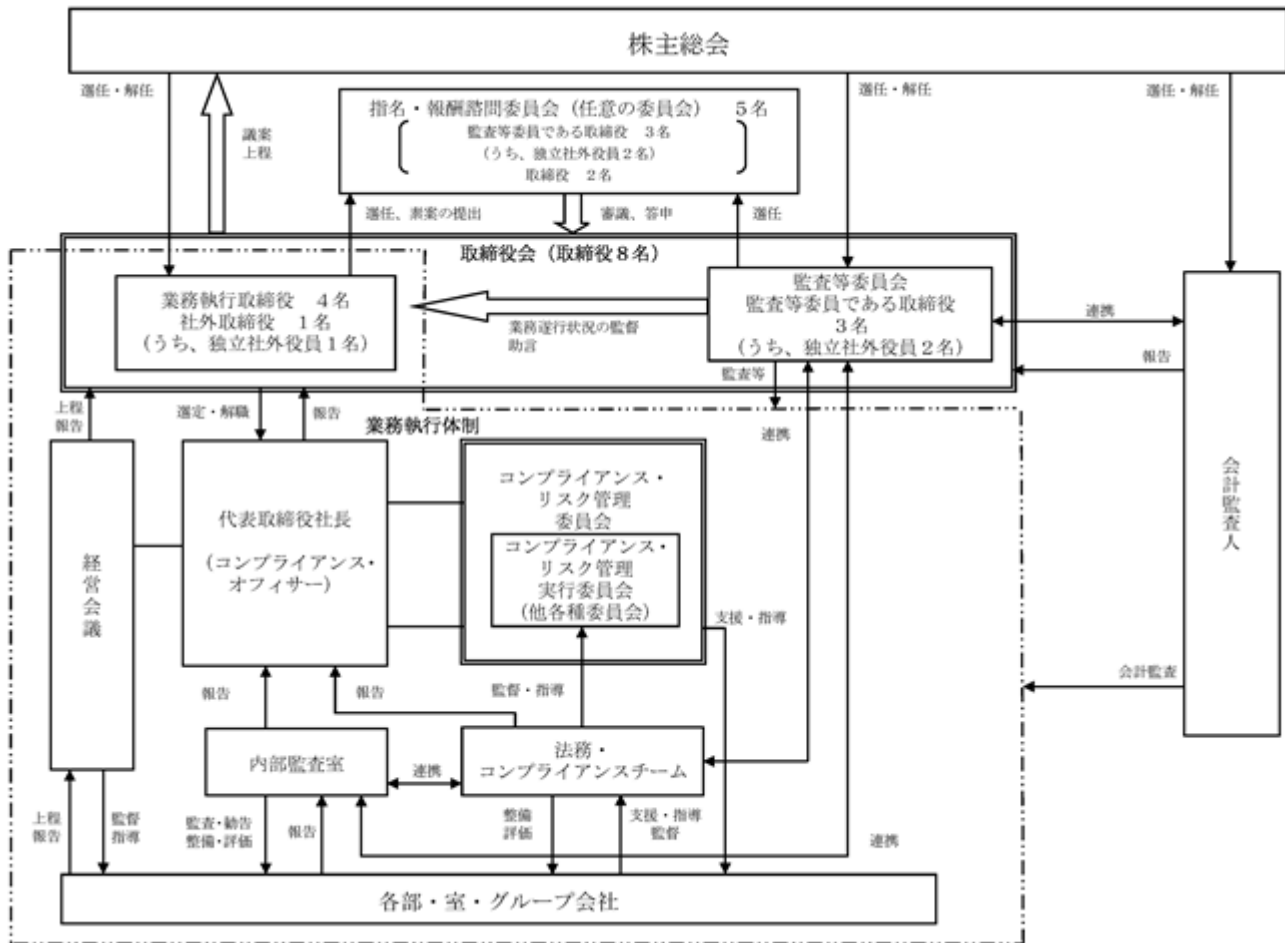 株主総会
選任・解任
議案
上程
選任・解任
選任・解任
指名・報酬諮問委員会（任意の委員会）　５名
監査等委員である取締役　３名
（うち、独立社外役員２名）
取締役　２名
選任、素案の提出
審議、答申
選任
取締役会（取締役８名）
業務執行取締役　４名
社外取締役　１名
（うち、独立社外役員１名）
業務遂行状況の監督
助言
監査等委員会
監査等委員である取締役
３名
（うち、独立社外役員２名）
連携
報告
監査等
上程
報告
選定・解職
報告
業務執行体制
連携
経営会議
代表取締役社長
（コンプライアンス・
オフィサー）
コンプライアンス・
リスク管理
委員会
コンプライアンス・
リスク管理
実行委員会
(他各種委員会)
会計監査人
支援・指導
会計監査
報告
報告
監督・指導
内部監査室
連携
法務・
コンプライアンスチーム
上程
報告
監督
指導
監査・勧告
整備・評価
報告
整備
評価
支援・指導
監督
連携
各部・室・グループ会社